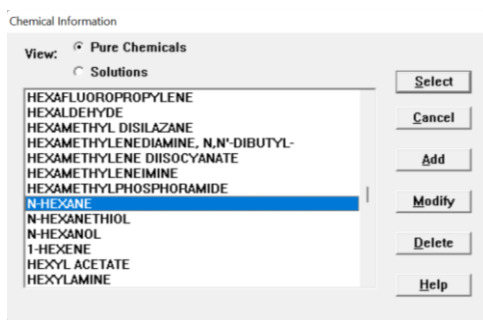 Chemical Information
View:
Pure Chemicals
Solutions
HEXAFLUOROPROPYLENE
HEXALDEHYDE
HEXAMETHYL DISILAZANE
HEXAMETHYLENEDIAMINE, N,N'-DIBUTYL-
HEXAMETHYLENE DIISOCYANATE
HEXAMETHYLENEIMINE
HEXAMETHYLPHOSPHORAMIDE
N-HEXANE
N-HEXANETHIOL
N-HEXANOL
1-HEXENE
HEXYL ACETATE
HEXYLAMINE
Select
Cancel
Add
Modify
Delete
Help